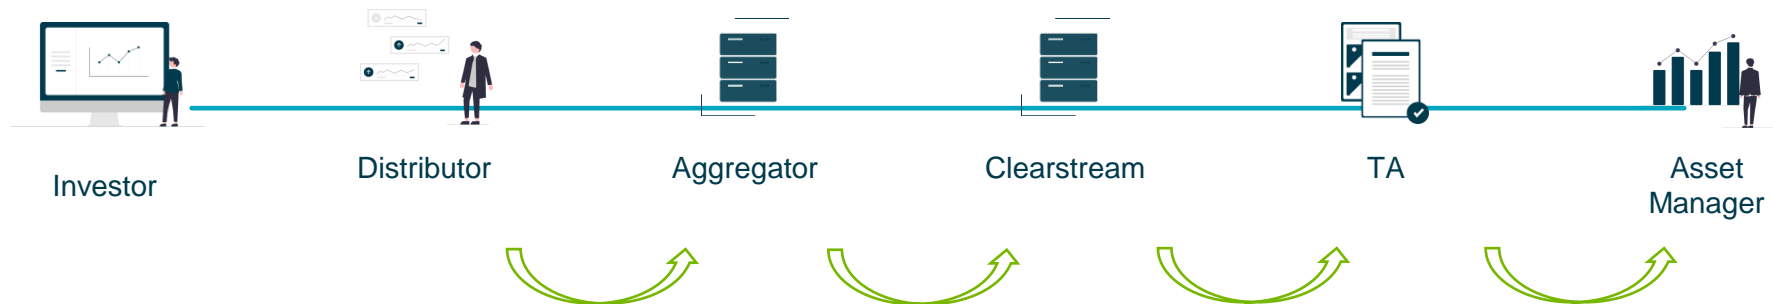 Investor
Distributor
Aggregator
Clearstream
TA
Asset
Manager